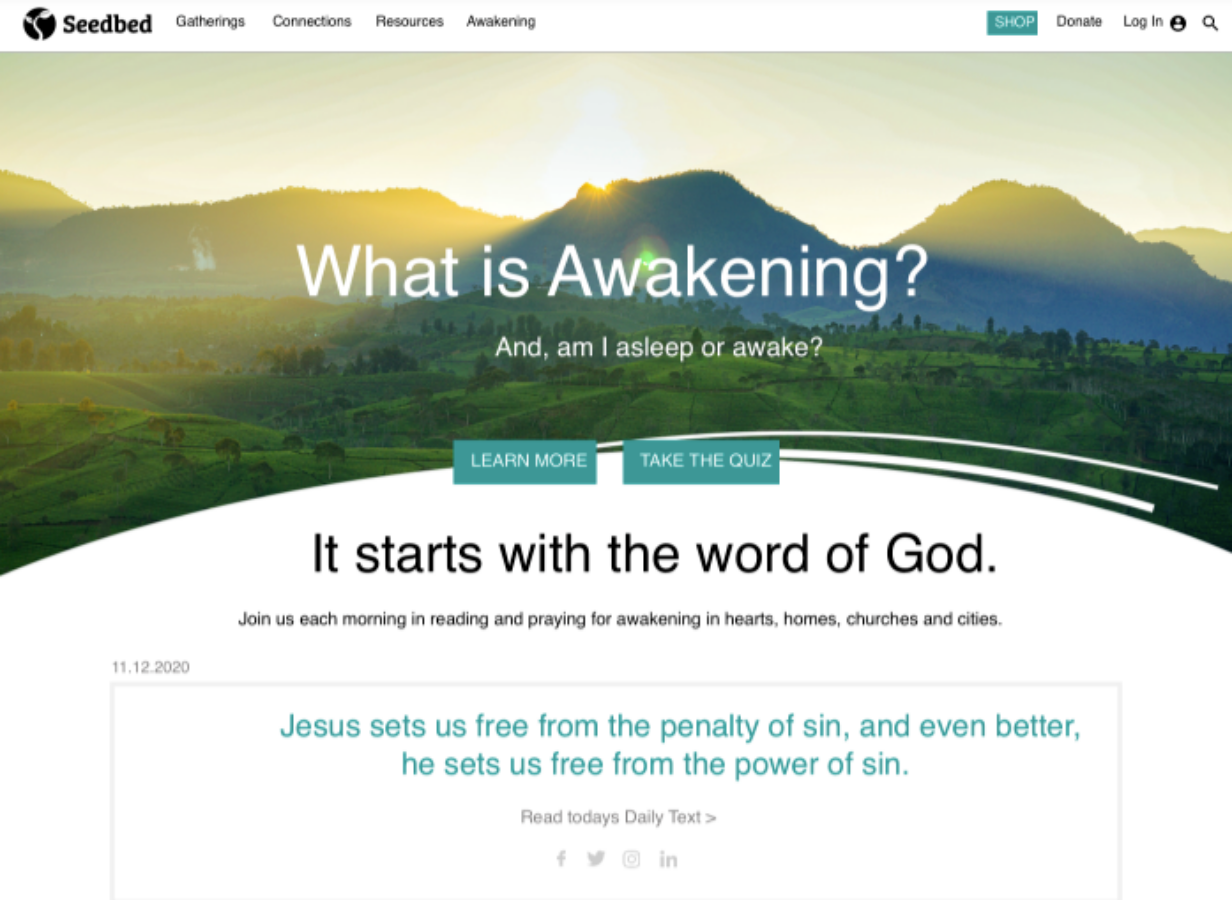 Seedbed Gatherings Connections Resources Awakening SHOP Donate Log In
What is Awakening?
And, am I asleep or awake?
LEARN MORE TAKE THE QUIZ
It starts with the word of God.
Join us each morning in reading and praying for awakening in hearts, homes, churches and cities.
11.12.2020
Jesus sets us free from the penalty of sin, and even better,
he sets us free from the power of sin.
Read todays Daily Text >